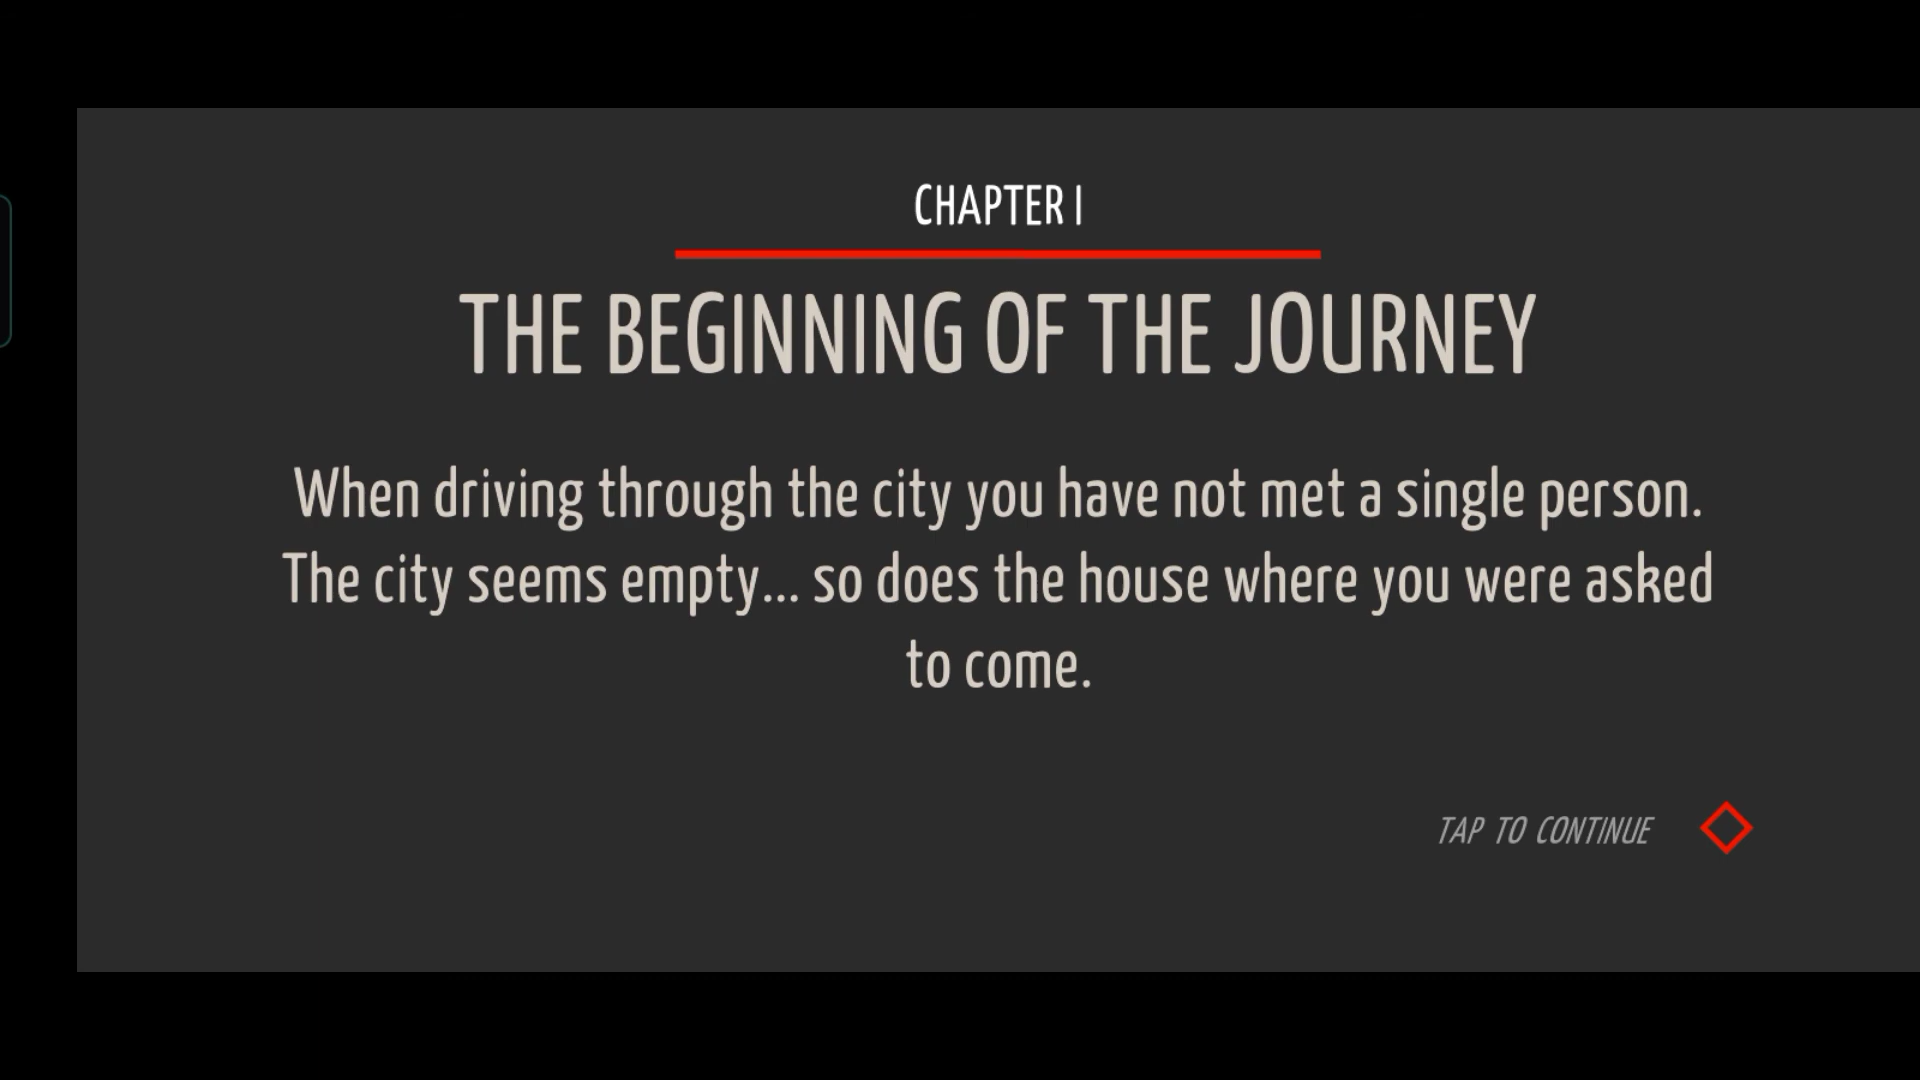 CHAPTER I
THE BEGINNING OF THE JOURNEY
When driving through the city you have not met a single person.
The city seems empty... so does the house where you were asked
to come.
TAP TO CONTINUE